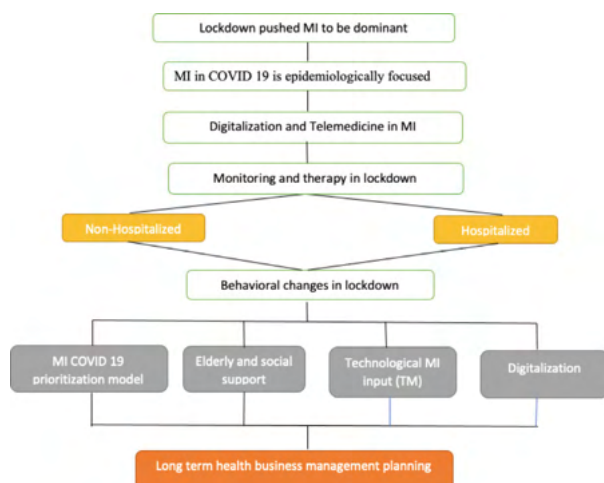 Lockdown pushed MI to be dominant
MI in COVID 19 is epidemiologically focused
Digitalization and Telemedicine in MI
Monitoring and therapy in lockdown
Non-Hospitalized
Hospitalized
Behavioral changes in lockdown
MI COVID 19
prioritization model
Elderly and social
support
Technological MI
input (TM)
Digitalization
Long term health business management planning